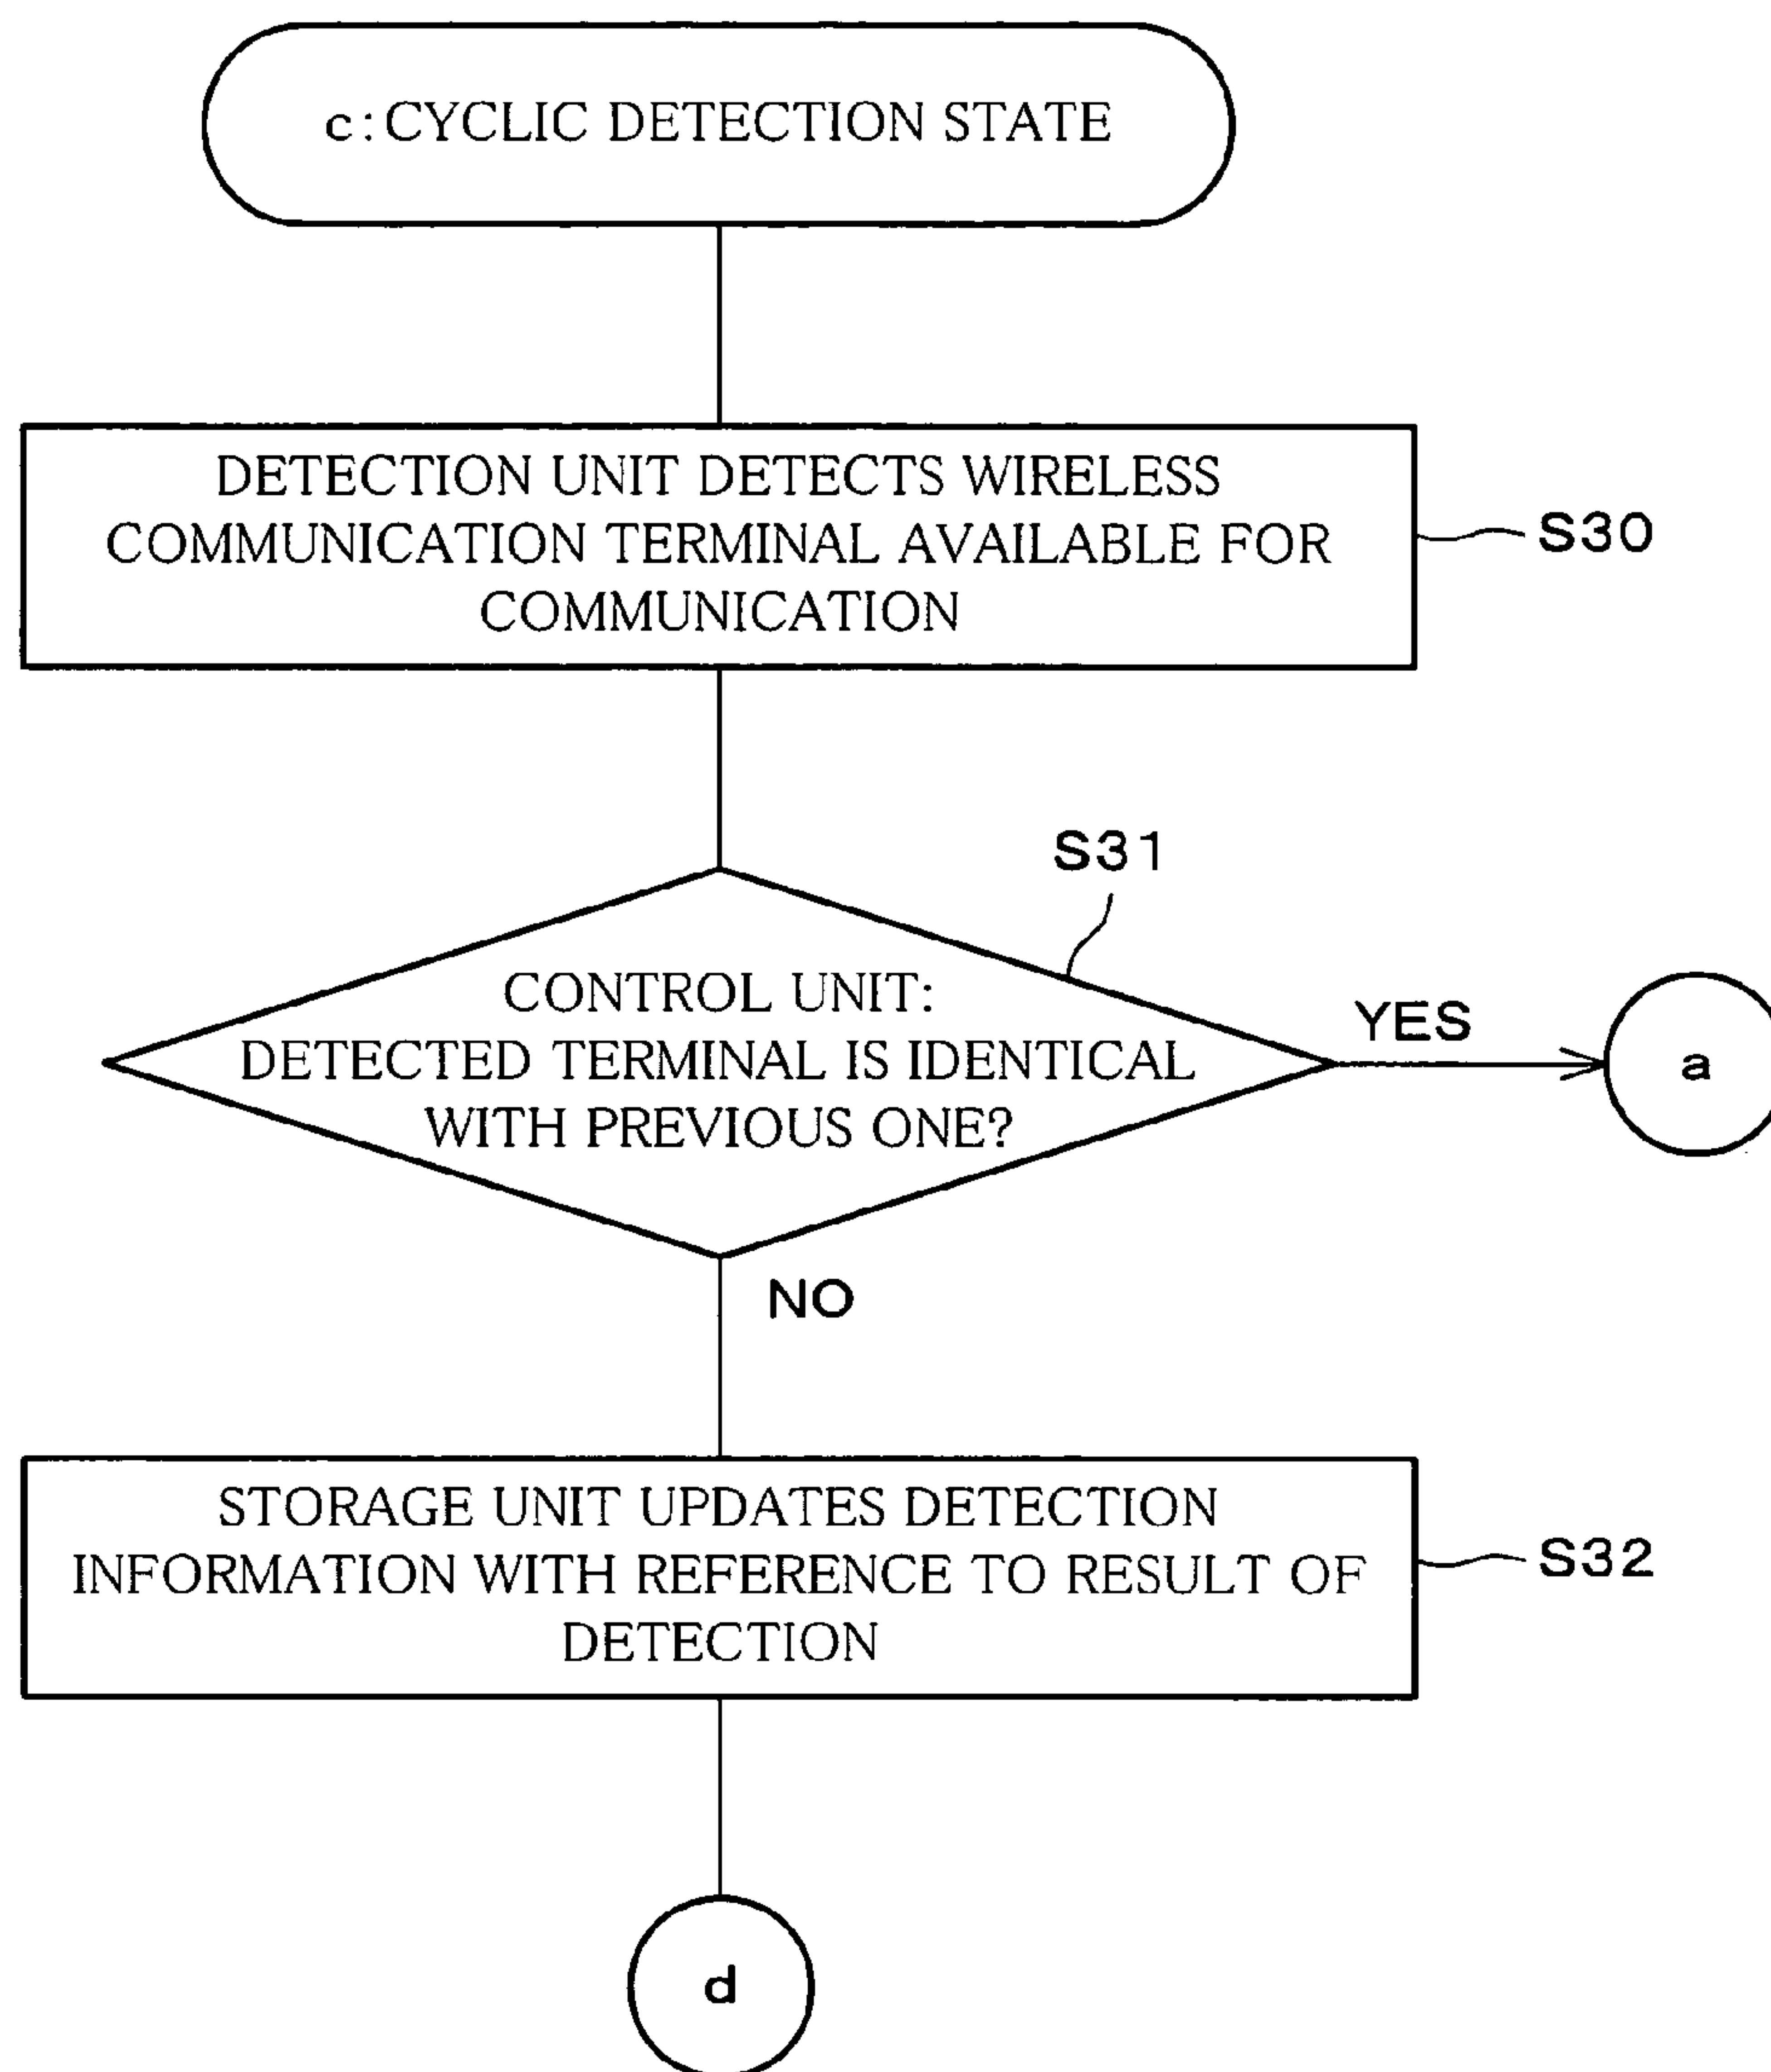 c:CYCLIC DETECTION STATE
DETECTION UNIT DETECTS WIRELESS
COMMUNICATION TERMINAL AVAILABLE FOR
COMMUNICATION
S30
S31
CONTROL UNIT:
DETECTED TERMINAL IS IDENTICAL
WITH PREVIOUS ONE?
YES
a
NO
STORAGE UNIT UPDATES DETECTION
INFORMATION WITH REFERENCE TO RESULT OF
DETECTION
S32
d